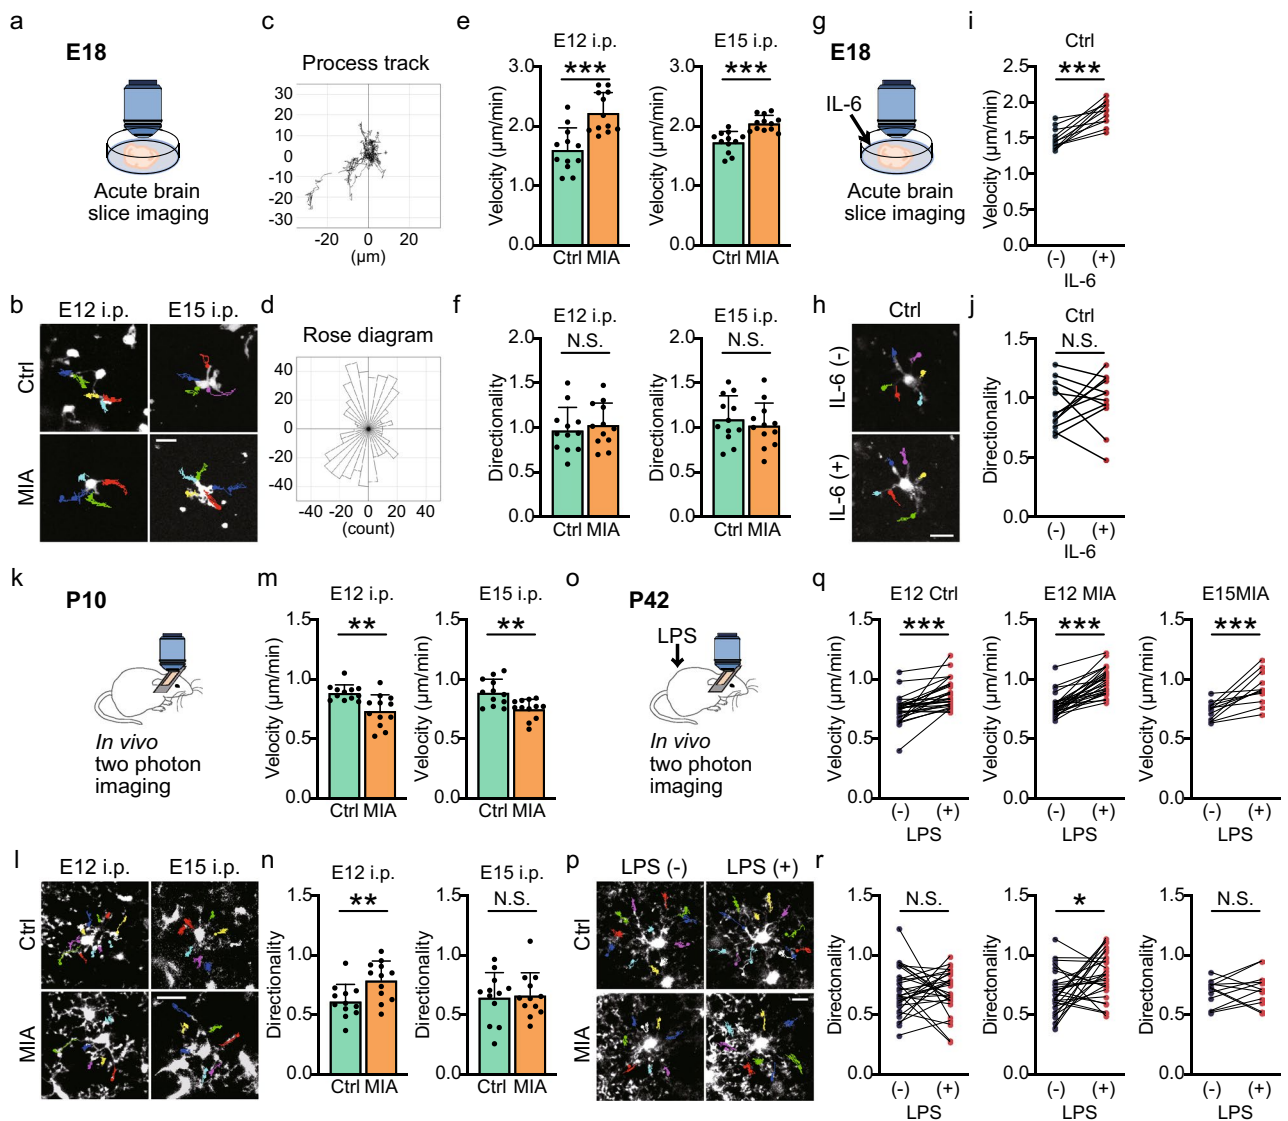 a
E18
Acute brain
slice imaging
c
Process track
30
20
10
0
-10
-20
-30
-20
0
20
(µm)
e
E12 i.p.
E15 i.p.
***
***
Velocity (µm/min)
3.0
2.0
1.0
0.0
Ctrl MIA
Velocity (µm/min)
3.0
2.0
1.0
0.0
Ctrl MIA
g
E18
IL-6
Acute brain
slice imaging
i
Ctrl
***
Velocity (µm/min)
2.5
2.0
1.5
1.0
0.5
0.0
(-) (+)
IL-6
b
E12 i.p. E15 i.p.
Ctrl
MIA
d
Rose diagram
40
20
0
-20
-40
-40 -20 0 20 40
(count)
f
E12 i.p.
E15 i.p.
N.S.
N.S.
Directionality
2.0
1.5
1.0
0.5
0.0
Ctrl MIA
Directionality
2.0
1.5
1.0
0.5
0.0
Ctrl MIA
h
Ctrl
IL-6 (-)
IL-6 (+)
j
Ctrl
N.S.
Directionality
1.5
1.0
0.5
0.0
(-) (+)
IL-6
k
P10
In vivo
two photon
imaging
m
E12 i.p.
E15 i.p.
**
**
Velocity (µm/min)
1.5
1.0
0.5
0.0
Ctrl MIA
Velocity (µm/min)
1.5
1.0
0.5
0.0
Ctrl MIA
o
P42
LPS
In vivo
two photon
imaging
q
E12 Ctrl
E12 MIA
E15MIA
***
***
***
Velocity (µm/min)
1.5
1.0
0.5
0.0
(-) (+)
LPS
Velocity (µm/min)
1.5
1.0
0.5
0.0
(-) (+)
LPS
Velocity (µm/min)
1.5
1.0
0.5
0.0
(-) (+)
LPS
l
E12 i.p. E15 i.p.
Ctrl
MIA
n
E12 i.p.
E15 i.p.
**
N.S.
Directionality
1.5
1.0
0.5
0.0
Ctrl MIA
Directionality
1.5
1.0
0.5
0.0
Ctrl MIA
p
LPS (-) LPS (+)
Ctrl
MIA
r
N.S.
*
N.S.
Directionality
1.5
1.0
0.5
0.0
(-) (+)
LPS
Directionality
1.5
1.0
0.5
0.0
(-) (+)
LPS
Directionality
1.5
1.0
0.5
0.0
(-) (+)
LPS